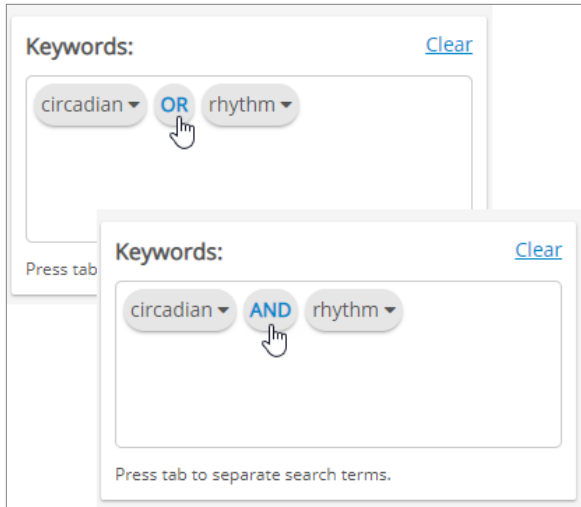 Keywords: Clear
circadian OR rhythm
Press tab
Keywords: Clear
circadian AND rhythm
Press tab to separate search terms.